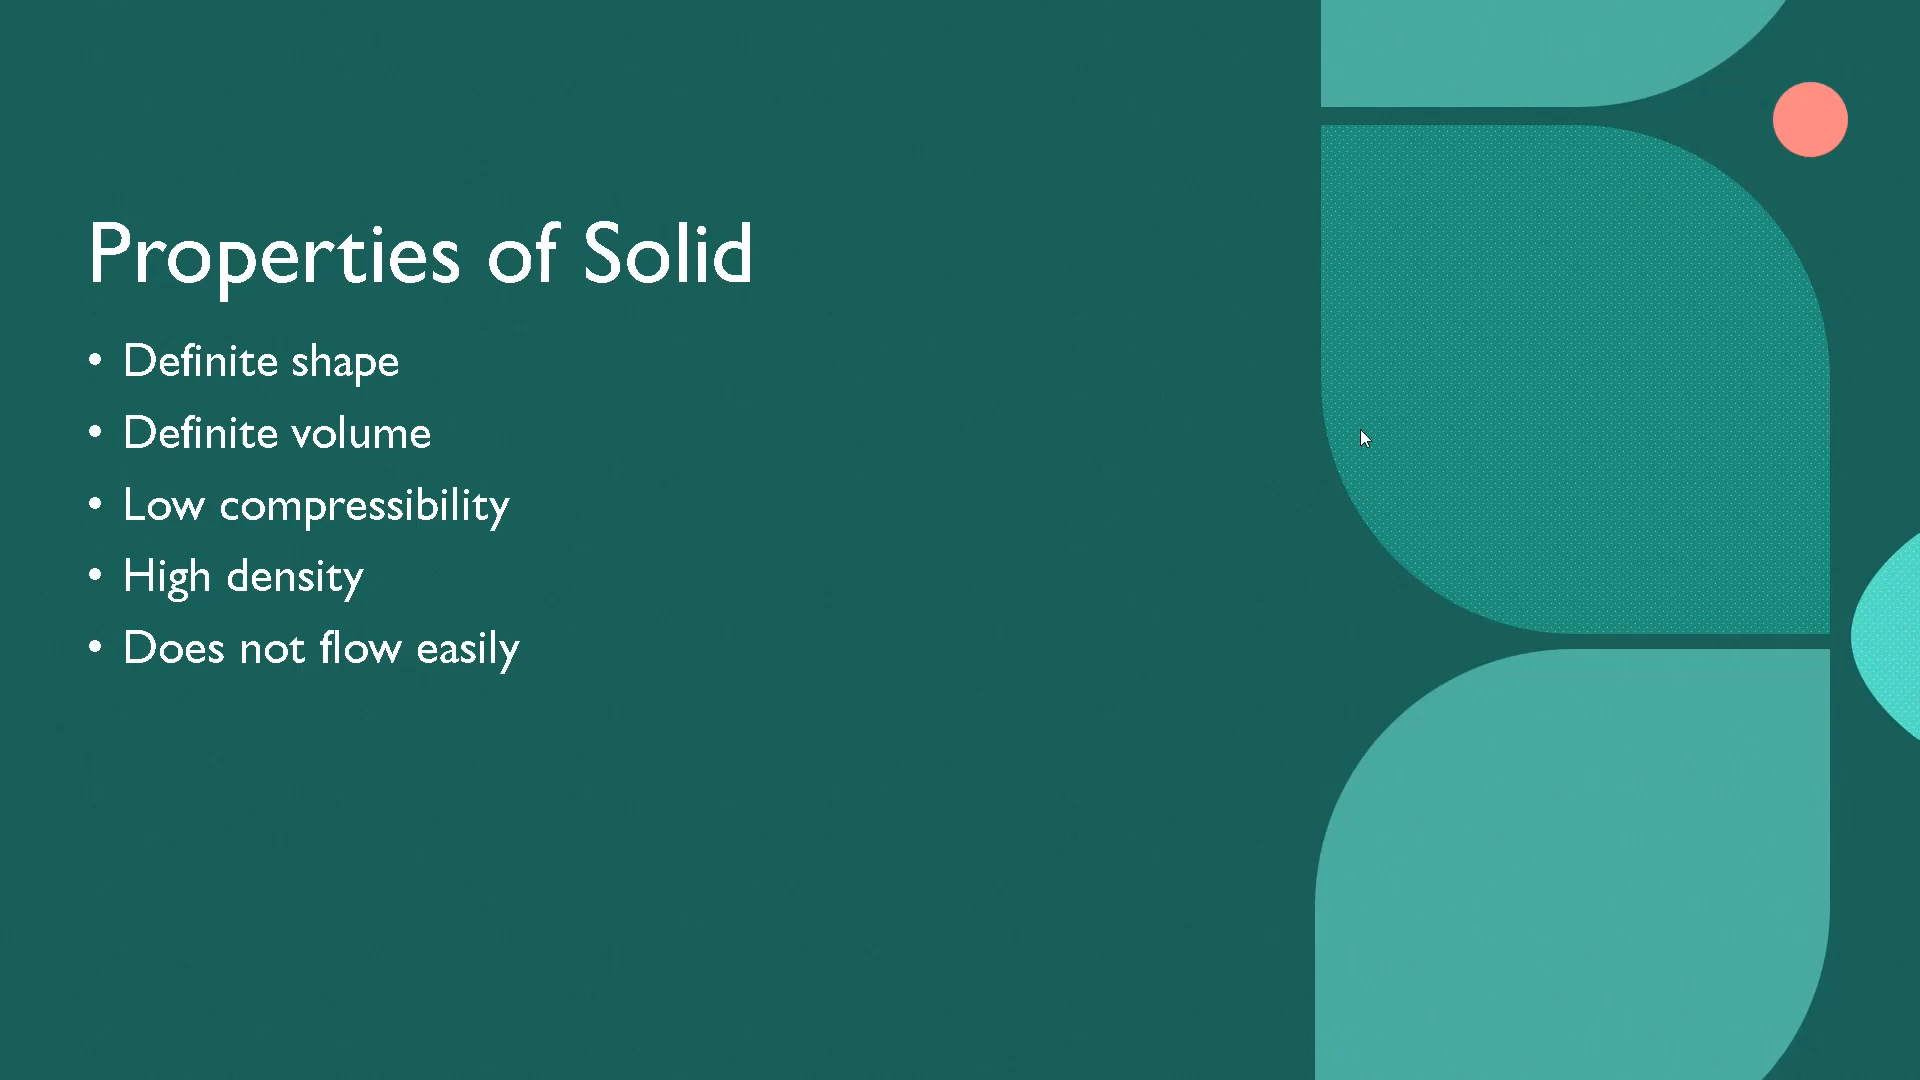 Properties of Solid
• Definite shape
• Definite volume
• Low compressibility
• High density
• Does not flow easily